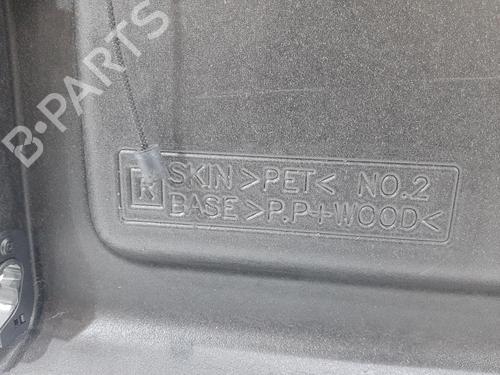 B-PARTS
R SKIN >PET< NO.2
BASE >P.P+WOOD<